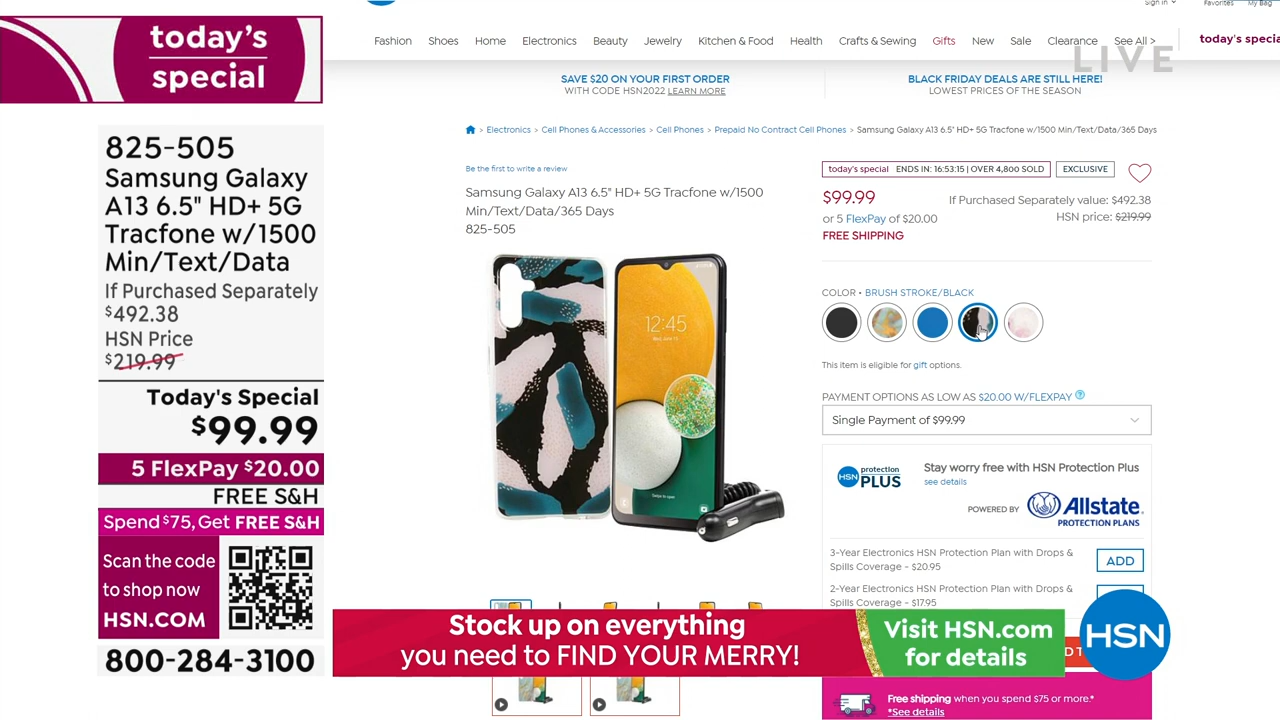 today's
special
825-505
Samsung Galaxy
A13 6.5" HD+ 5G
Tracfone w/1500
Min/Text/Data
If Purchased Separately
$492.38
HSN Price
$219.99
Today's Special
$99.99
5 FlexPay $20.00
FREE S&H
Spend $75, Get FREE S&H
Scan the code
to shop now
HSN.COM
800-284-3100
Sign in
Favorites
My Bag
Fashion Shoes Home Electronics Beauty Jewelry Kitchen & Food Health Crafts & Sewing Gifts New Sale Clearance See All >
today's specia
LIVE
SAVE $20 ON YOUR FIRST ORDER
WITH CODE HSN2022 LEARN MORE
BLACK FRIDAY DEALS ARE STILL HERE!
LOWEST PRICES OF THE SEASON
> Electronics > Cell Phones & Accessories > Cell Phones > Prepaid No Contract Cell Phones > Samsung Galaxy A13 6.5" HD+ 5G Tracfone w/1500 Min/Text/Data/365 Days
Be the first to write a review
Samsung Galaxy A13 6.5" HD+ 5G Tracfone w/1500
Min/Text/Data/365 Days
825-505
12:45
Swipe to open
today's special ENDS IN: 16:53:15 | OVER 4,800 SOLD
EXCLUSIVE
$99.99
If Purchased Separately value: $492.38
or 5 FlexPay of $20.00
HSN price: $219.99
FREE SHIPPING
COLOR • BRUSH STROKE/BLACK
This item is eligible for gift options.
PAYMENT OPTIONS AS LOW AS $20.00 W/FLEXPAY ?
Single Payment of $99.99
HSN protection PLUS
Stay worry free with HSN Protection Plus
see details
POWERED BY Allstate.
PROTECTION PLANS
3-Year Electronics HSN Protection Plan with Drops &
Spills Coverage - $20.95
ADD
2-Year Electronics HSN Protection Plan with Drops &
Spills Coverage - $17.95
Stock up on everything
you need to FIND YOUR MERRY!
Visit HSN.com
for details
HSN
D T
Free shipping when you spend $75 or more.*
*See details